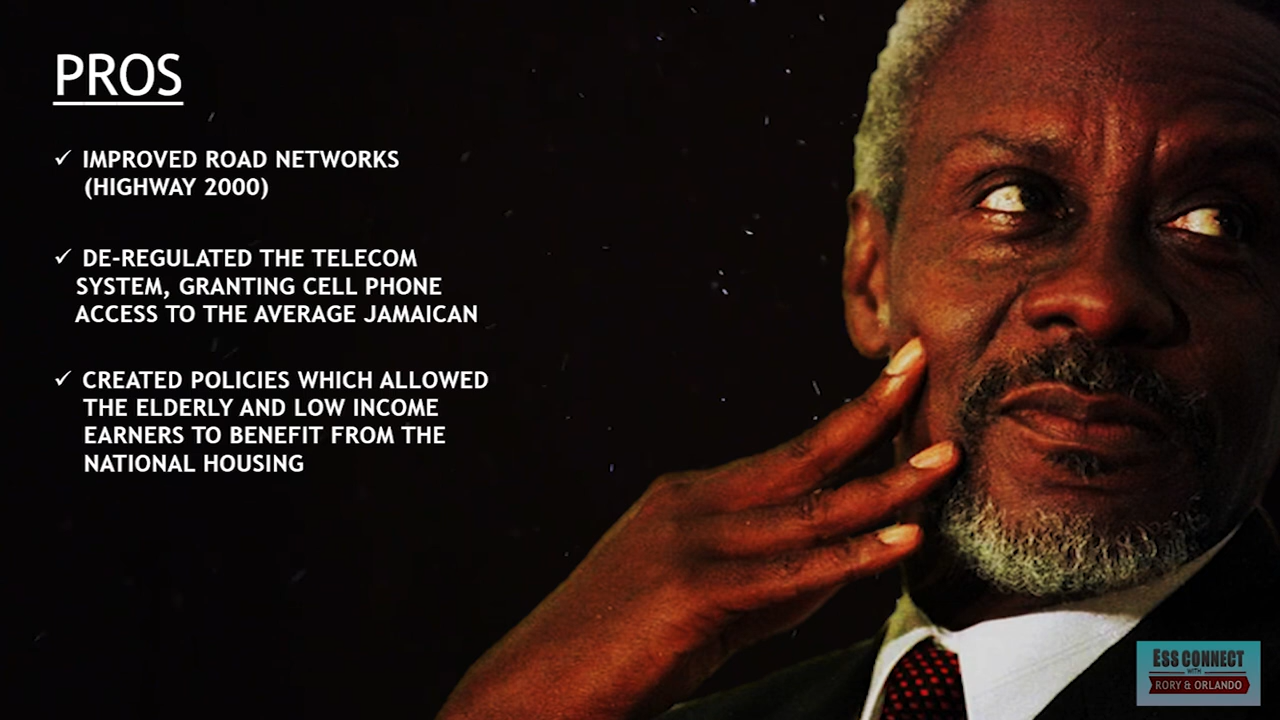 PROS
✓ IMPROVED ROAD NETWORKS
(HIGHWAY 2000)
✓ DE-REGULATED THE TELECOM
SYSTEM, GRANTING CELL PHONE
ACCESS TO THE AVERAGE JAMAICAN
✓ CREATED POLICIES WHICH ALLOWED
THE ELDERLY AND LOW INCOME
EARNERS TO BENEFIT FROM THE
NATIONAL HOUSING
ESS CONNECT
WITH
RORY & ORLANDO